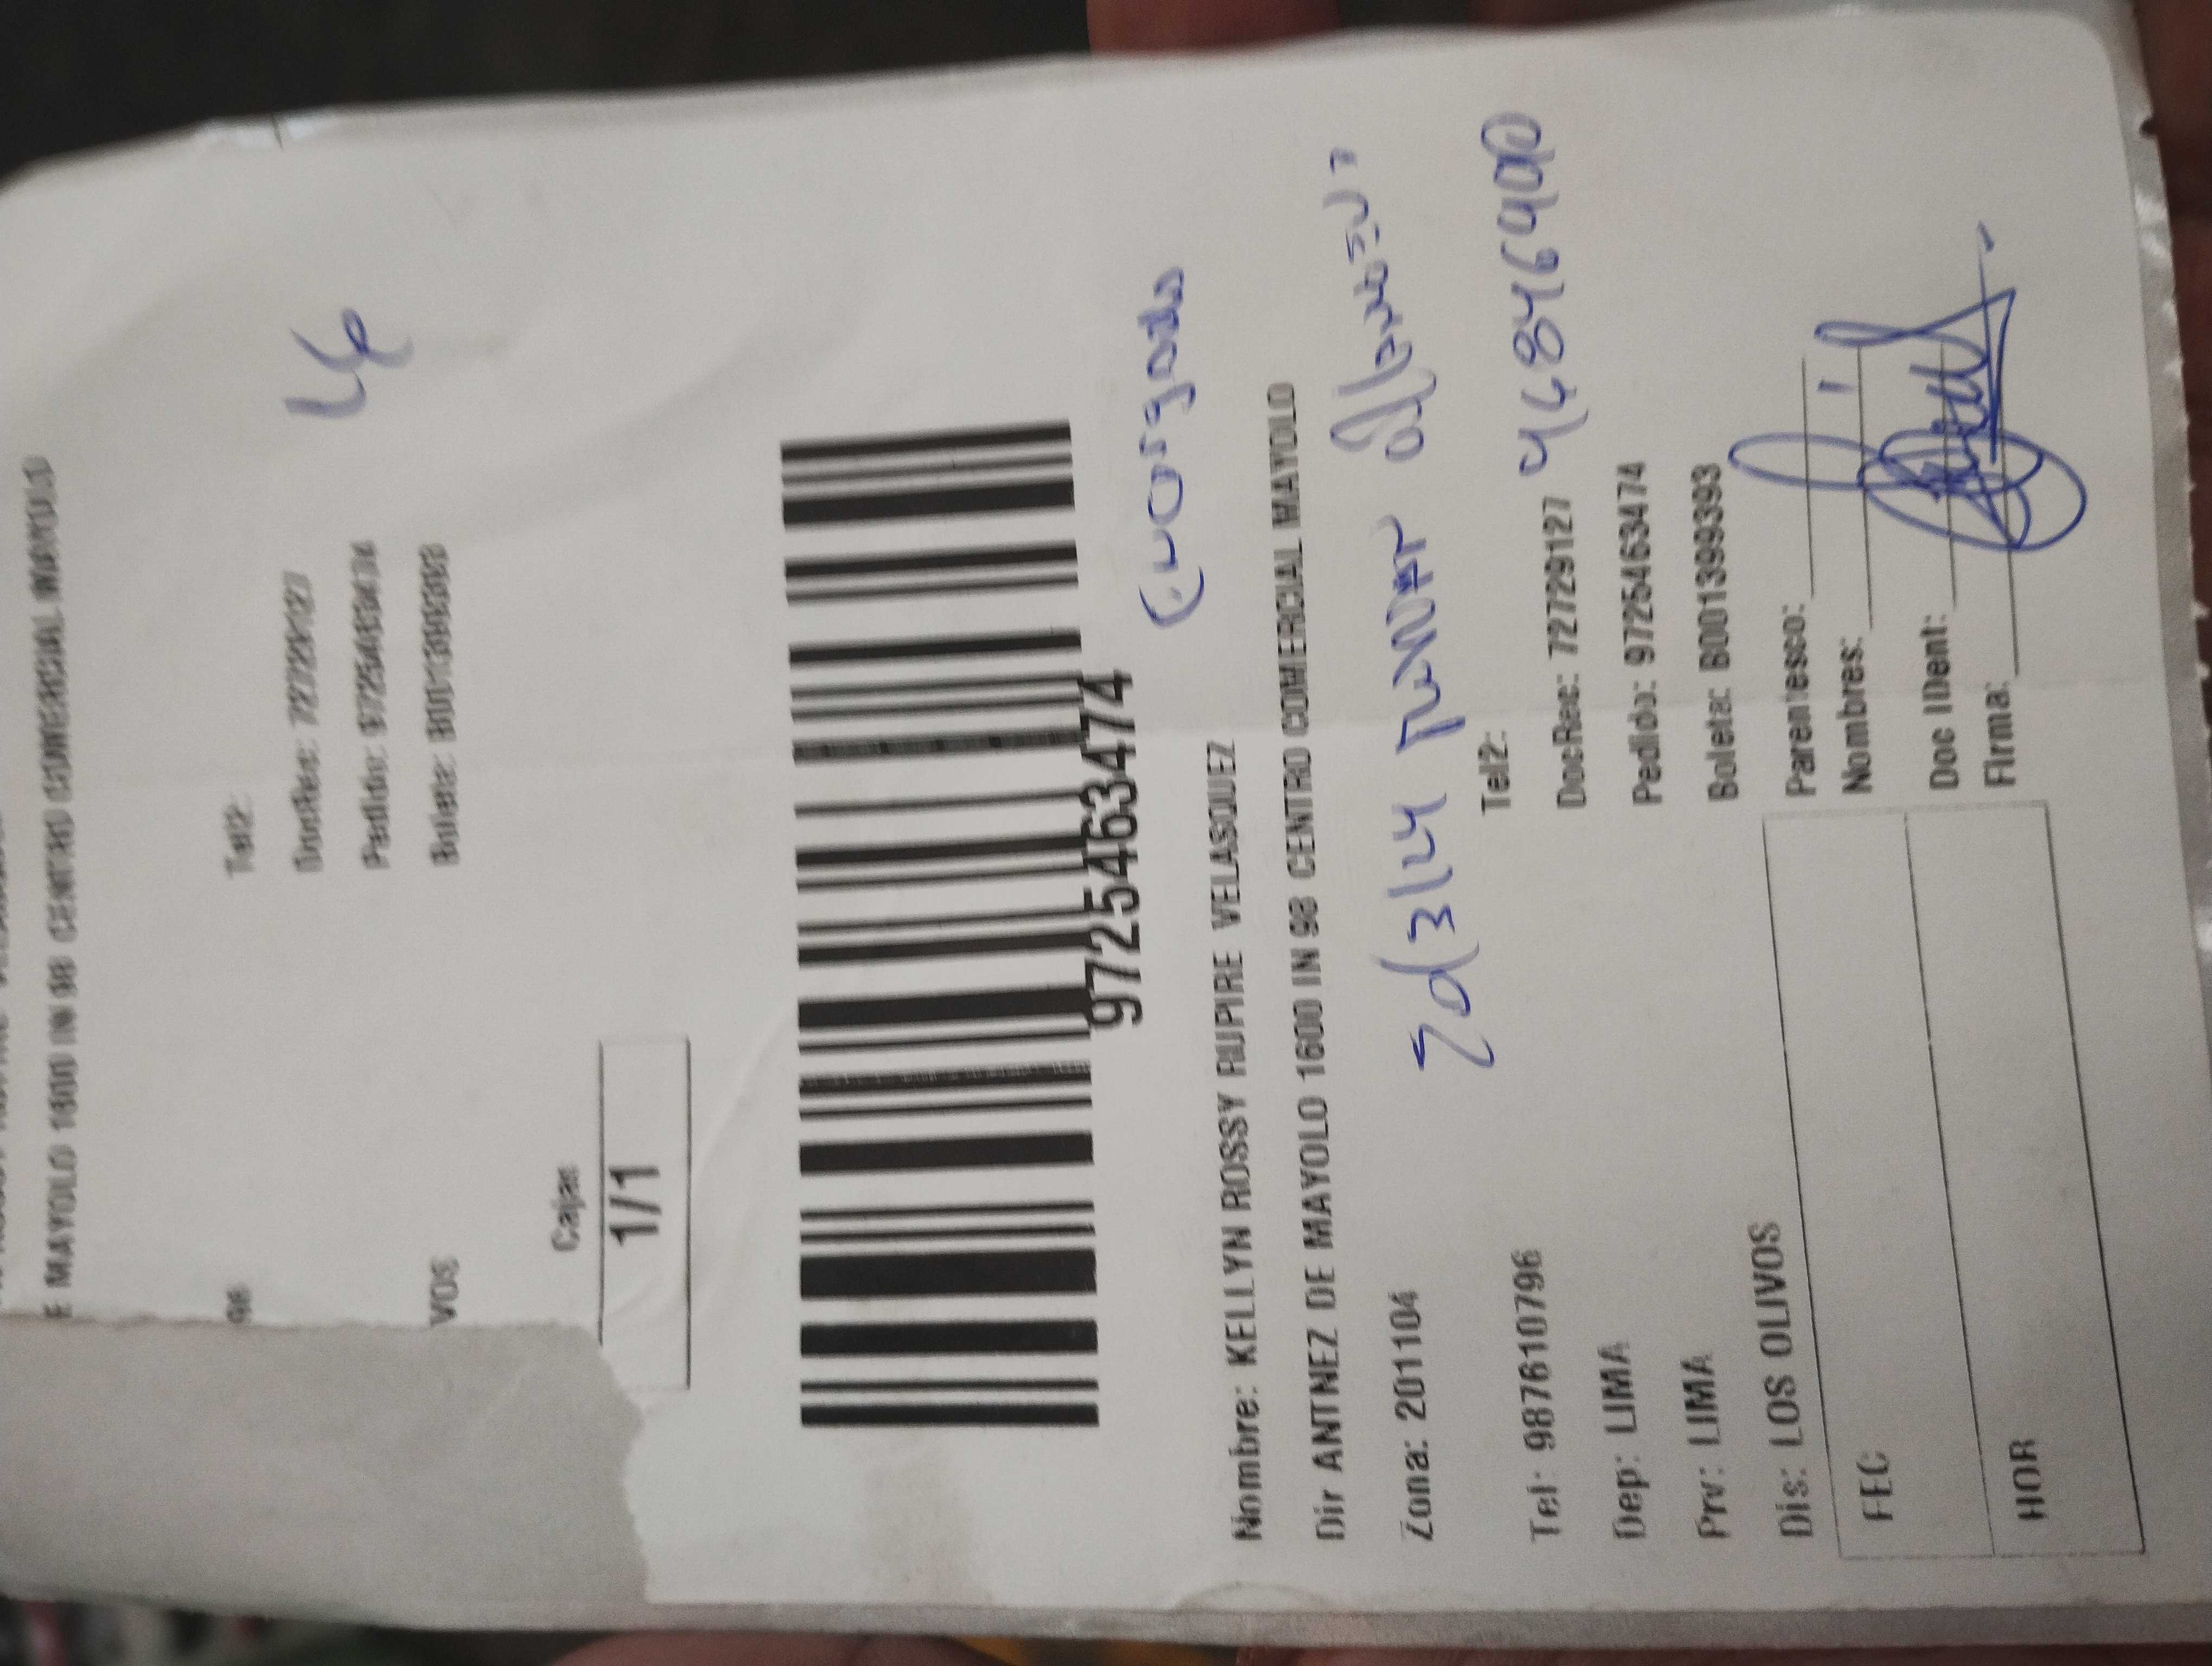 E MAYOLO 1600 IN 98 CENTRO COMERCIAL MAYOLO
98
Tel2:
DocRec: 72729127
Pedido: 9725463474
VOS
Boleta: B001399393
Cajas
1/1
9725463474
Nombre: KELLYN ROSSY RUPIRE VELASQUEZ
Dir ANTNEZ DE MAYOLO 1600 IN 98 CENTRO COMERCIAL MAYOLO
Zona: 201104
Tel2:
Tel: 987610796
DocRec: 72729127
Dep: LIMA
Pedido: 9725463474
Prv: LIMA
Boleta: B001399393
Dis: LOS OLIVOS
Parentesco:
FEC
Nombres:
Doc IDent:
HOR
Firma: